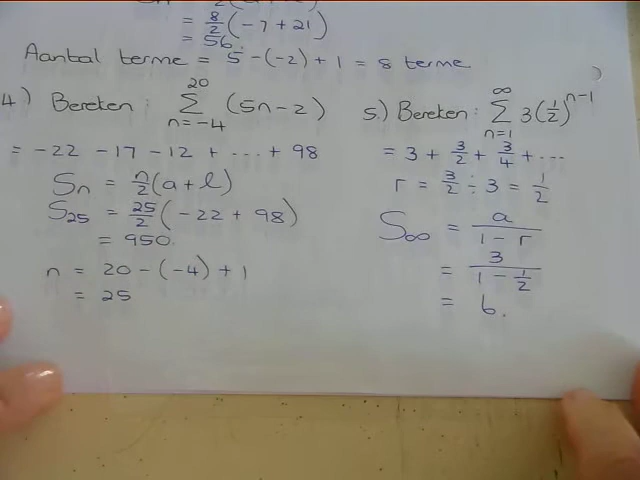 = 8/2(-7+21)
= 56.
Aantal terme = 5-(-2)+1 = 8 terme
4.) Bereken: 20 Σ n=-4 (5n-2)
= -22 -17 -12 + ... + 98
Sn = n/2(a+l)
S25 = 25/2(-22+98)
= 950.
n = 20-(-4)+1
= 25
5.) Bereken: ∞ Σ n=1 3(1/2)^n-1
= 3 + 3/2 + 3/4 + ...
r = 3/2 ÷ 3 = 1/2
S∞ = a/1-r
= 3/1-1/2
= 6.